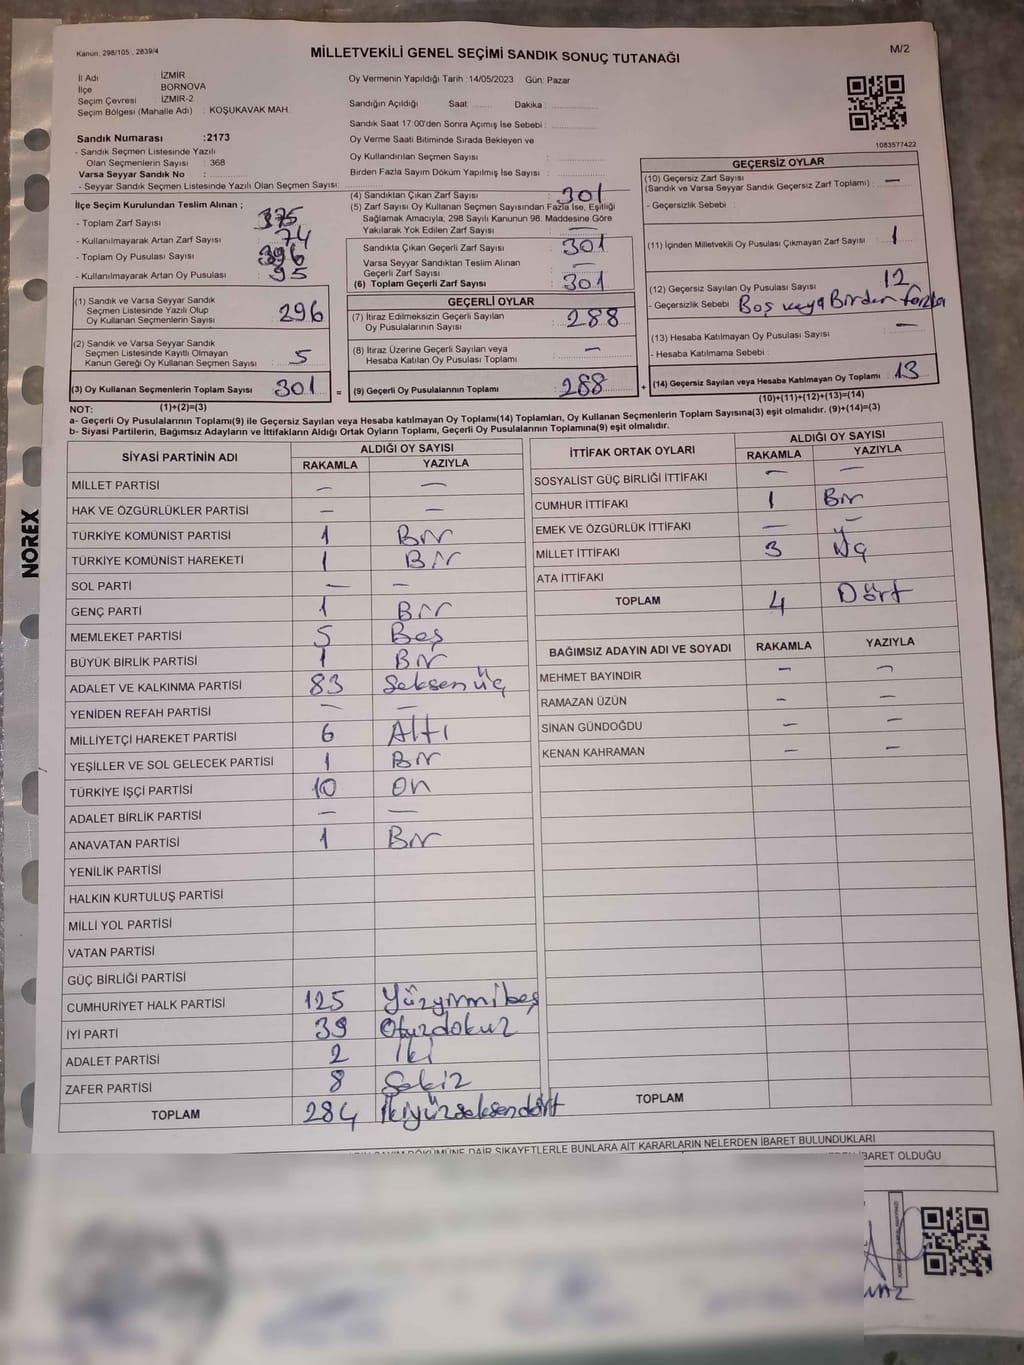 Kanun: 298/105 , 2839/4
MİLLETVEKİLİ GENEL SEÇİMİ SANDIK SONUÇ TUTANAĞI
M/2
İl Adı : İZMİR
İlçe : BORNOVA
Seçim Çevresi : İZMİR-2
Seçim Bölgesi (Mahalle Adı) : KOŞUKAVAK MAH.
Sandık Numarası :2173
- Sandık Seçmen Listesinde Yazılı
Olan Seçmenlerin Sayısı : 368
Varsa Seyyar Sandık No :
- Seyyar Sandık Seçmen Listesinde Yazılı Olan Seçmen Sayısı:
Oy Vermenin Yapıldığı Tarih :14/05/2023 Gün: Pazar
Sandığın Açıldığı Saat: Dakika :
Sandık Saat 17:00'den Sonra Açımış İse Sebebi :
Oy Verme Saati Bitiminde Sırada Bekleyen ve
Oy Kullandırılan Seçmen Sayısı :
Birden Fazla Sayım Döküm Yapılmış İse Sayısı :
1083577422
İlçe Seçim Kurulundan Teslim Alınan ;
- Toplam Zarf Sayısı : 375
- Kullanılmayarak Artan Zarf Sayısı : 74
- Toplam Oy Pusulası Sayısı : 396
- Kullanılmayarak Artan Oy Pusulası : 95
(1) Sandık ve Varsa Seyyar Sandık
Seçmen Listesinde Yazılı Olup
Oy Kullanan Seçmenlerin Sayısı : 296
(2) Sandık ve Varsa Seyyar Sandık
Seçmen Listesinde Kayıtlı Olmayan
Kanun Gereği Oy Kullanan Seçmen Sayısı : 5
(3) Oy Kullanan Seçmenlerin Toplam Sayısı : 301
(1)+(2)=(3)
(4) Sandıktan Çıkan Zarf Sayısı : 301
(5) Zarf Sayısı Oy Kullanan Seçmen Sayısından Fazla İse, Eşitliği
Sağlamak Amacıyla; 298 Sayılı Kanunun 98. Maddesine Göre
Yakılarak Yok Edilen Zarf Sayısı : —
Sandıkta Çıkan Geçerli Zarf Sayısı : 301
Varsa Seyyar Sandıktan Teslim Alınan
Geçerli Zarf Sayısı : —
(6) Toplam Geçerli Zarf Sayısı : 301
GEÇERLİ OYLAR
(7) İtiraz Edilmeksizin Geçerli Sayılan
Oy Pusulalarının Sayısı : 288
(8) İtiraz Üzerine Geçerli Sayılan veya
Hesaba Katılan Oy Pusulası Toplamı : —
= (9) Geçerli Oy Pusulalarının Toplamı : 288
GEÇERSİZ OYLAR
(10) Geçersiz Zarf Sayısı
(Sandık ve Varsa Seyyar Sandık Geçersiz Zarf Toplamı) : —
- Geçersizlik Sebebi :
(11) İçinden Milletvekili Oy Pusulası Çıkmayan Zarf Sayısı : 1
(12) Geçersiz Sayılan Oy Pusulası Sayısı : 12
- Geçersizlik Sebebi : Boş veya Birden fazla
(13) Hesaba Katılmayan Oy Pusulası Sayısı : —
- Hesaba Katılmama Sebebi :
+ (14) Geçersiz Sayılan veya Hesaba Katılmayan Oy Toplamı : 13
(10)+(11)+(12)+(13)=(14)
NOT:
a- Geçerli Oy Pusulalarının Toplamı(9) ile Geçersiz Sayılan veya Hesaba katılmayan Oy Toplamı(14) Toplamları, Oy Kullanan Seçmenlerin Toplam Sayısına(3) eşit olmalıdır. (9)+(14)=(3)
b- Siyasi Partilerin, Bağımsız Adayların ve İttifakların Aldığı Ortak Oyların Toplamı, Geçerli Oy Pusulalarının Toplamına(9) eşit olmalıdır.
SİYASİ PARTİNİN ADI
ALDIĞI OY SAYISI
RAKAMLA YAZIYLA
MİLLET PARTİSİ — —
HAK VE ÖZGÜRLÜKLER PARTİSİ — —
TÜRKİYE KOMÜNİST PARTİSİ 1 Bir
TÜRKİYE KOMÜNİST HAREKETİ 1 Bir
SOL PARTİ — —
GENÇ PARTİ 1 Bir
MEMLEKET PARTİSİ 5 Beş
BÜYÜK BİRLİK PARTİSİ 1 Bir
ADALET VE KALKINMA PARTİSİ 83 Seksen üç
YENİDEN REFAH PARTİSİ — —
MİLLİYETÇİ HAREKET PARTİSİ 6 Altı
YEŞİLLER VE SOL GELECEK PARTİSİ 1 Bir
TÜRKİYE İŞÇİ PARTİSİ 10 On
ADALET BİRLİK PARTİSİ — —
ANAVATAN PARTİSİ 1 Bir
YENİLİK PARTİSİ
HALKIN KURTULUŞ PARTİSİ
MİLLİ YOL PARTİSİ
VATAN PARTİSİ
GÜÇ BİRLİĞİ PARTİSİ
CUMHURİYET HALK PARTİSİ 125 Yüzyirmibeş
İYİ PARTİ 39 Otuzdokuz
ADALET PARTİSİ 2 İki
ZAFER PARTİSİ 8 Sekiz
TOPLAM 284 İkiyüzseksendört
İTTİFAK ORTAK OYLARI
ALDIĞI OY SAYISI
RAKAMLA YAZIYLA
SOSYALİST GÜÇ BİRLİĞİ İTTİFAKI — —
CUMHUR İTTİFAKI 1 Bir
EMEK VE ÖZGÜRLÜK İTTİFAKI — —
MİLLET İTTİFAKI 3 Üç
ATA İTTİFAKI
TOPLAM 4 Dört
BAĞIMSIZ ADAYIN ADI VE SOYADI RAKAMLA YAZIYLA
MEHMET BAYINDIR — —
RAMAZAN ÜZÜN — —
SİNAN GÜNDOĞDU — —
KENAN KAHRAMAN — —
TOPLAM
DÖKÜMÜNE DAİR ŞİKAYETLERLE BUNLARA AİT KARARLARIN NELERDEN İBARET BULUNDUKLARI
İBARET OLDUĞU
NOREX